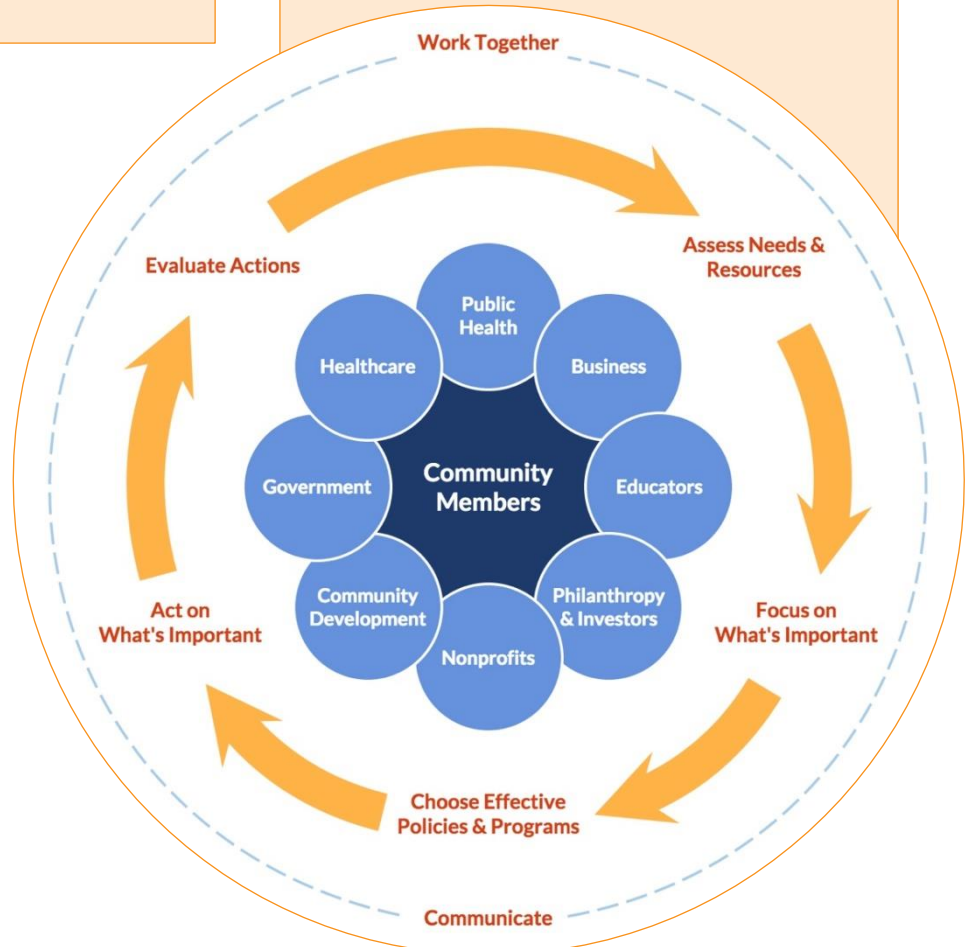 Work Together
Evaluate Actions
Assess Needs &
Resources
Public
Health
Healthcare
Business
Community
Members
Government
Educators
Community
Development
Philanthropy
& Investors
Nonprofits
Act on
What's Important
Focus on
What's Important
Choose Effective
Policies & Programs
Communicate